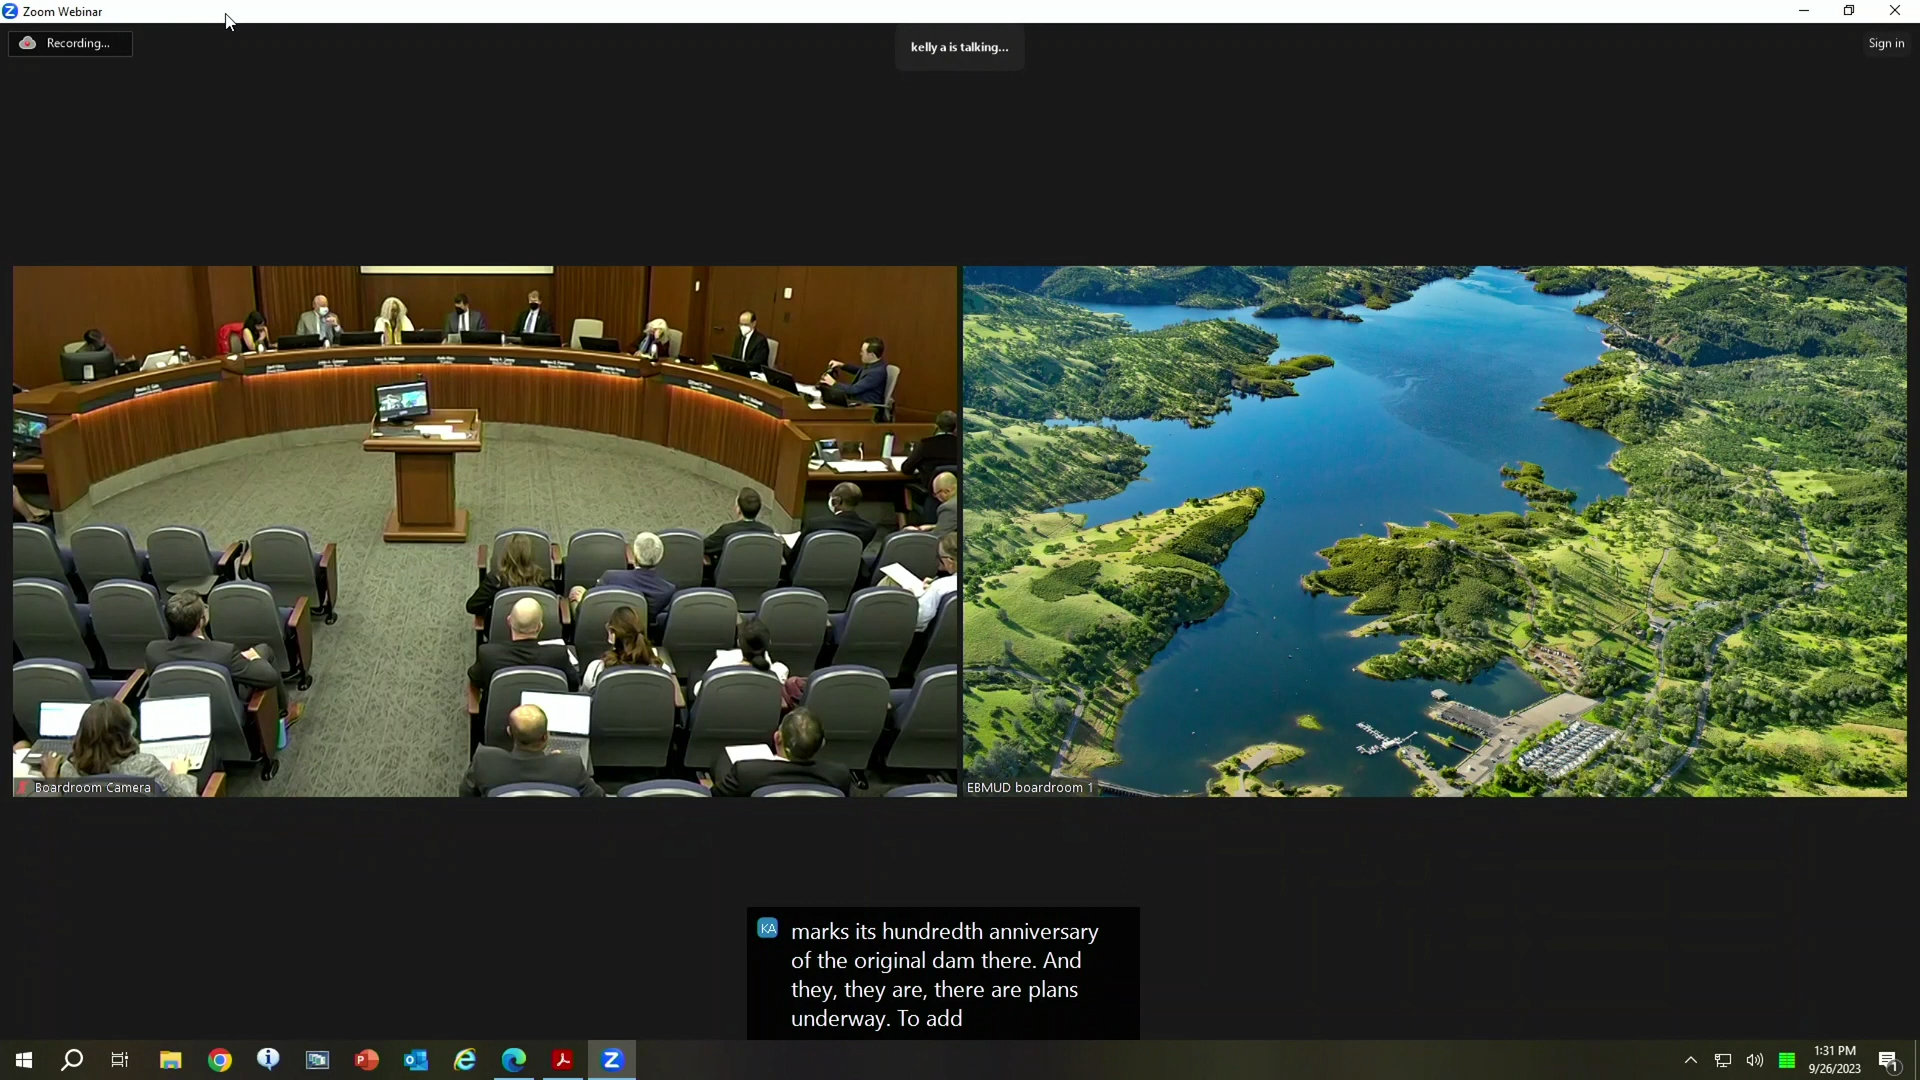 Zoom Webinar
Recording...
kelly a is talking...
Sign in
Boardroom Camera
EBMUD boardroom 1
KA
marks its hundredth anniversary
of the original dam there. And
they, they are, there are plans
underway. To add
1:31 PM
9/26/2023
1